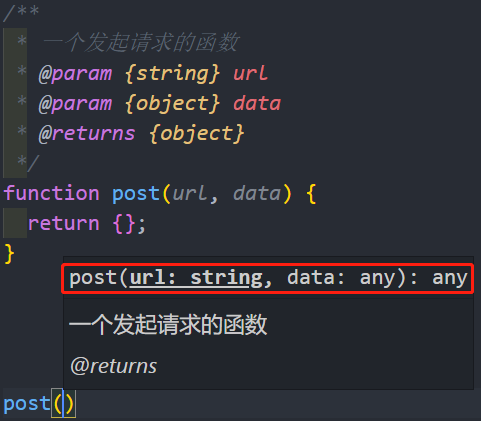 /**
 * 一个发起请求的函数
 * @param {string} url
 * @param {object} data
 * @returns {object}
 */
function post(url, data) {
  return {};
}
post(url: string, data: any): any
一个发起请求的函数
@returns
post()